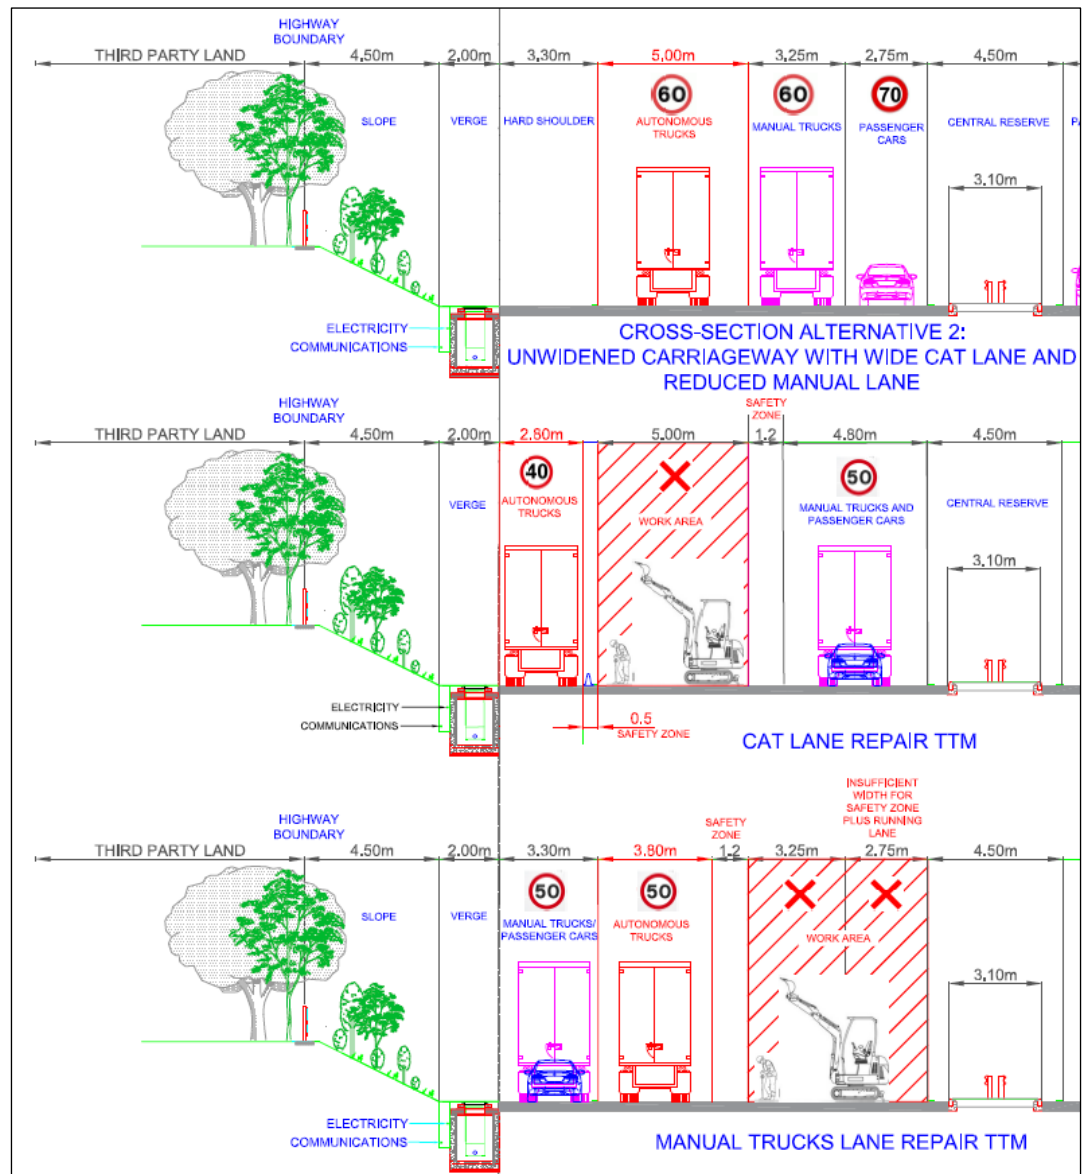 HIGHWAY
BOUNDARY
THIRD PARTY LAND 4.50m 2.00m 3.30m 5.00m 3.25m 2.75m 4.50m
60 60 70
SLOPE VERGE HARD SHOULDER AUTONOMOUS
TRUCKS MANUAL TRUCKS PASSENGER
CARS CENTRAL RESERVE
3.10m
ELECTRICITY
COMMUNICATIONS
CROSS-SECTION ALTERNATIVE 2:
UNWIDENED CARRIAGEWAY WITH WIDE CAT LANE AND
REDUCED MANUAL LANE
HIGHWAY
BOUNDARY
SAFETY
ZONE
THIRD PARTY LAND 4.50m 2.00m 2.80m 5.00m 1.2 4.80m 4.50m
40 50
VERGE AUTONOMOUS
TRUCKS WORK AREA MANUAL TRUCKS AND
PASSENGER CARS CENTRAL RESERVE
3.10m
ELECTRICITY
COMMUNICATIONS
0.5
SAFETY ZONE
CAT LANE REPAIR TTM
HIGHWAY
BOUNDARY
SAFETY
ZONE
INSUFFICIENT
WIDTH FOR
SAFETY ZONE
PLUS RUNNING
LANE
THIRD PARTY LAND 4.50m 2.00m 3.30m 3.80m 1.2 3.25m 2.75m 4.50m
50 50
SLOPE VERGE MANUAL TRUCKS/
PASSENGER CARS AUTONOMOUS
TRUCKS WORK AREA
3.10m
ELECTRICITY
COMMUNICATIONS
MANUAL TRUCKS LANE REPAIR TTM